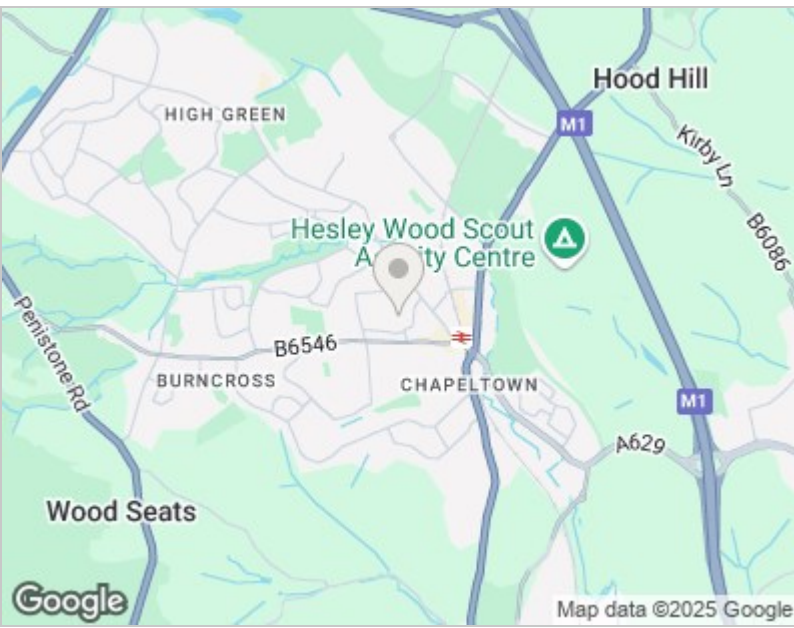 Hood Hill
M1
HIGH GREEN
Kirby Ln
B6086
Hesley Wood Scout
A    ity Centre
Penistone Rd
B6546
BURNCROSS
CHAPELTOWN
M1
A629
Wood Seats
Google
Map data ©2025 Google